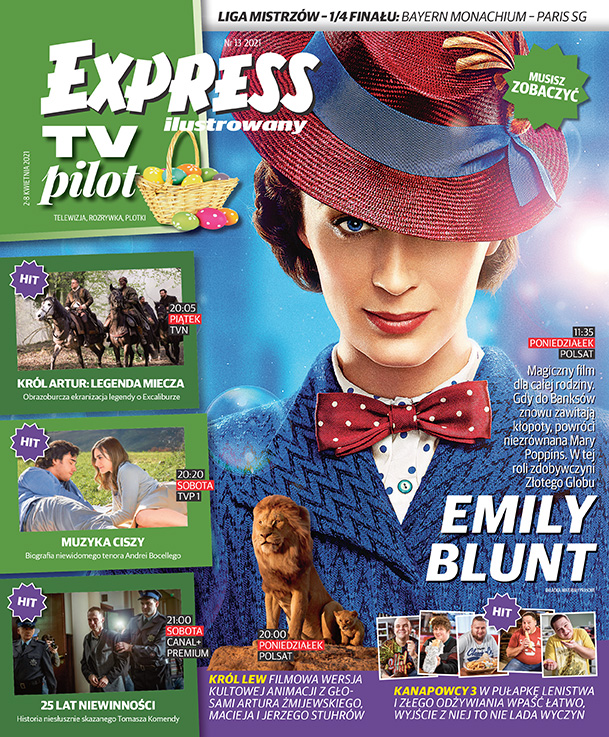 LIGA MISTRZÓW – 1/4 FINAŁU: BAYERN MONACHIUM – PARIS SG
Nr 13 2021
EXPRESS
ilustrowany
TV
pilot
2-8 KWIETNIA 2021
TELEWIZJA, ROZRYWKA, PLOTKI
MUSISZ
ZOBACZYĆ
HIT
20:05
PIĄTEK
TVN
KRÓL ARTUR: LEGENDA MIECZA
Obrazoburcza ekranizacja legendy o Excaliburze
HIT
20:20
SOBOTA
TVP 1
MUZYKA CISZY
Biografia niewidomego tenora Andrei Bocellego
HIT
21:00
SOBOTA
CANAL+
PREMIUM
25 LAT NIEWINNOŚCI
Historia niesłusznie skazanego Tomasza Komendy
11:35
PONIEDZIAŁEK
POLSAT
Magiczny film
dla całej rodziny.
Gdy do Banksów
znowu zawitają
kłopoty, powróci
niezrównana Mary
Poppins. W tej
roli zdobywczyni
Złotego Globu
EMILY
BLUNT
20.00
PONIEDZIAŁEK
POLSAT
KRÓL LEW FILMOWA WERSJA
KULTOWEJ ANIMACJI Z GŁO-
SAMI ARTURA ŻMIJEWSKIEGO,
MACIEJA I JERZEGO STUHRÓW
HIT
KANAPOWCY 3 W PUŁAPKĘ LENISTWA
I ZŁEGO ODŻYWIANIA WPAŚĆ ŁATWO,
WYJŚCIE Z NIEJ TO NIE LADA WYCZYN